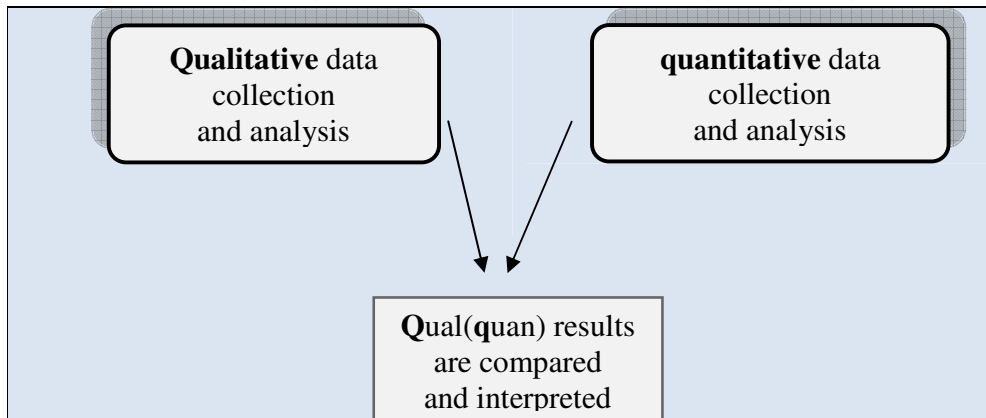 Qualitative data
collection
and analysis
quantitative data
collection
and analysis
Qual(quan) results
are compared
and interpreted